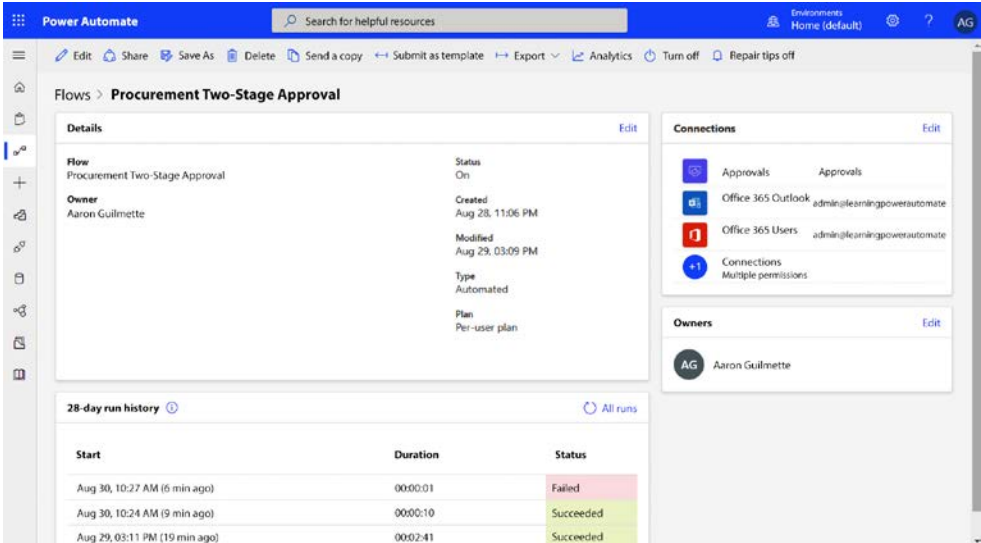 Power Automate
Search for helpful resources
Environments
Home (default)
?
AG
Edit
Share
Save As
Delete
Send a copy
Submit as template
Export
Analytics
Turn off
Repair tips off
Flows > Procurement Two-Stage Approval
Details
Edit
Flow
Procurement Two-Stage Approval
Owner
Aaron Guilmette
Status
On
Created
Aug 28, 11:06 PM
Modified
Aug 29, 03:09 PM
Type
Automated
Plan
Per-user plan
Connections
Edit
Approvals Approvals
Office 365 Outlook admin@learningpowerautomate
Office 365 Users admin@learningpowerautomate
+1 Connections
Multiple permissions
Owners
Edit
AG Aaron Guilmette
28-day run history
All runs
Start Duration Status
Aug 30, 10:27 AM (6 min ago) 00:00:01 Failed
Aug 30, 10:24 AM (9 min ago) 00:00:10 Succeeded
Aug 29, 03:11 PM (19 min ago) 00:02:41 Succeeded